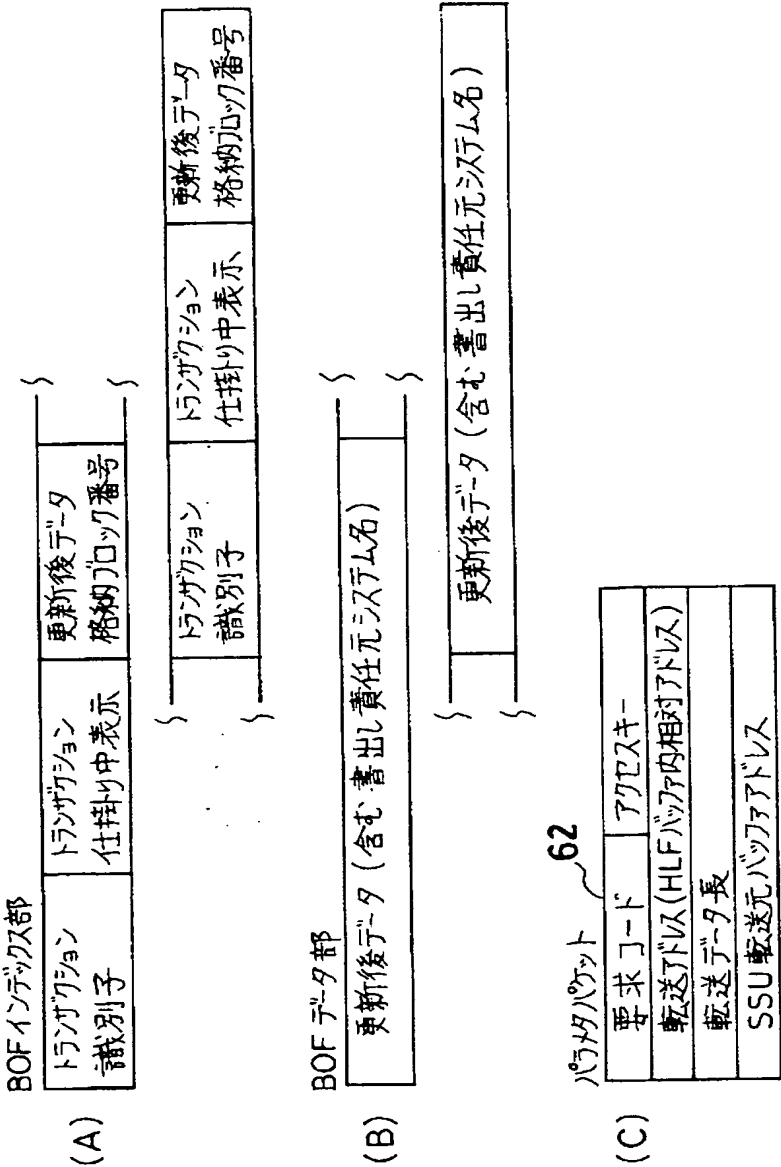 (A)
BOFインデックス部
トランザクション
識別子
トランザクション
仕掛り中表示
更新後データ
格納ブロック番号
トランザクション
識別子
トランザクション
仕掛り中表示
更新後データ
格納ブロック番号
(B)
BOFデータ部
更新後データ(含む書出し責任元システム名)
更新後データ(含む書出し責任元システム名)
(C)
パラメタパケット
62
要求コード
アクセスキー
転送アドレス(HLFバッファ内相対アドレス)
転送データ長
SSU転送元バッファアドレス